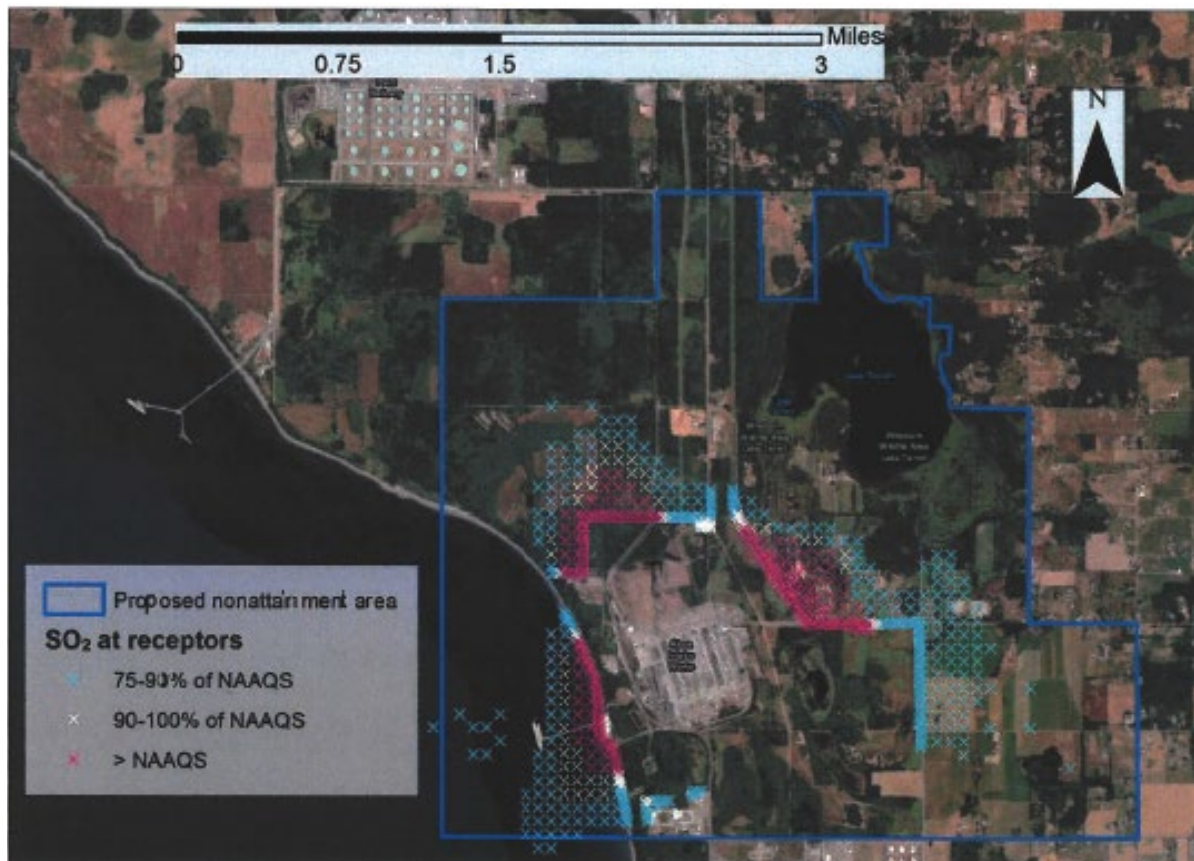 Miles
0 0.75 1.5 3
N
Proposed nonattainment area
SO₂ at receptors
75-90% of NAAQS
90-100% of NAAQS
> NAAQS